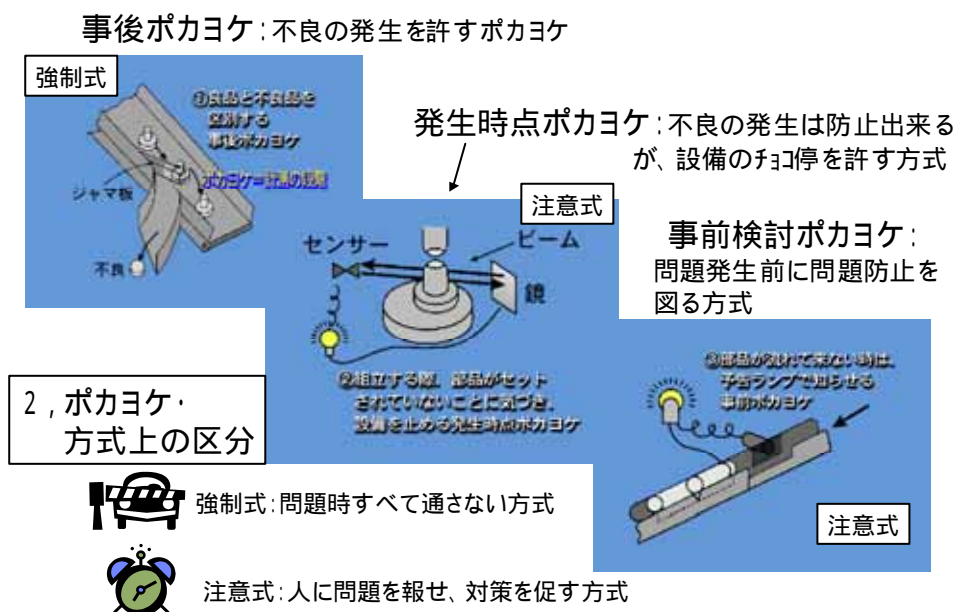 事後ポカヨケ:不良の発生を許すポカヨケ
強制式
①良品と不良品を
区別する
事後ポカヨケ
ポカヨケ=計測の設置
ジャマ板
不良
発生時点ポカヨケ:不良の発生は防止出来る
が、設備のﾁｮｺ停を許す方式
注意式
センサー
ビーム
鏡
②組立する際、部品がセット
されていないことに気づき、
設備を止める発生時点ポカヨケ
事前検討ポカヨケ:
問題発生前に問題防止を
図る方式
③部品が流れて来ない時は、
予告ランプで知らせる
事前ポカヨケ
注意式
2,ポカヨケ・
方式上の区分
強制式:問題時すべて通さない方式
注意式:人に問題を報せ、対策を促す方式